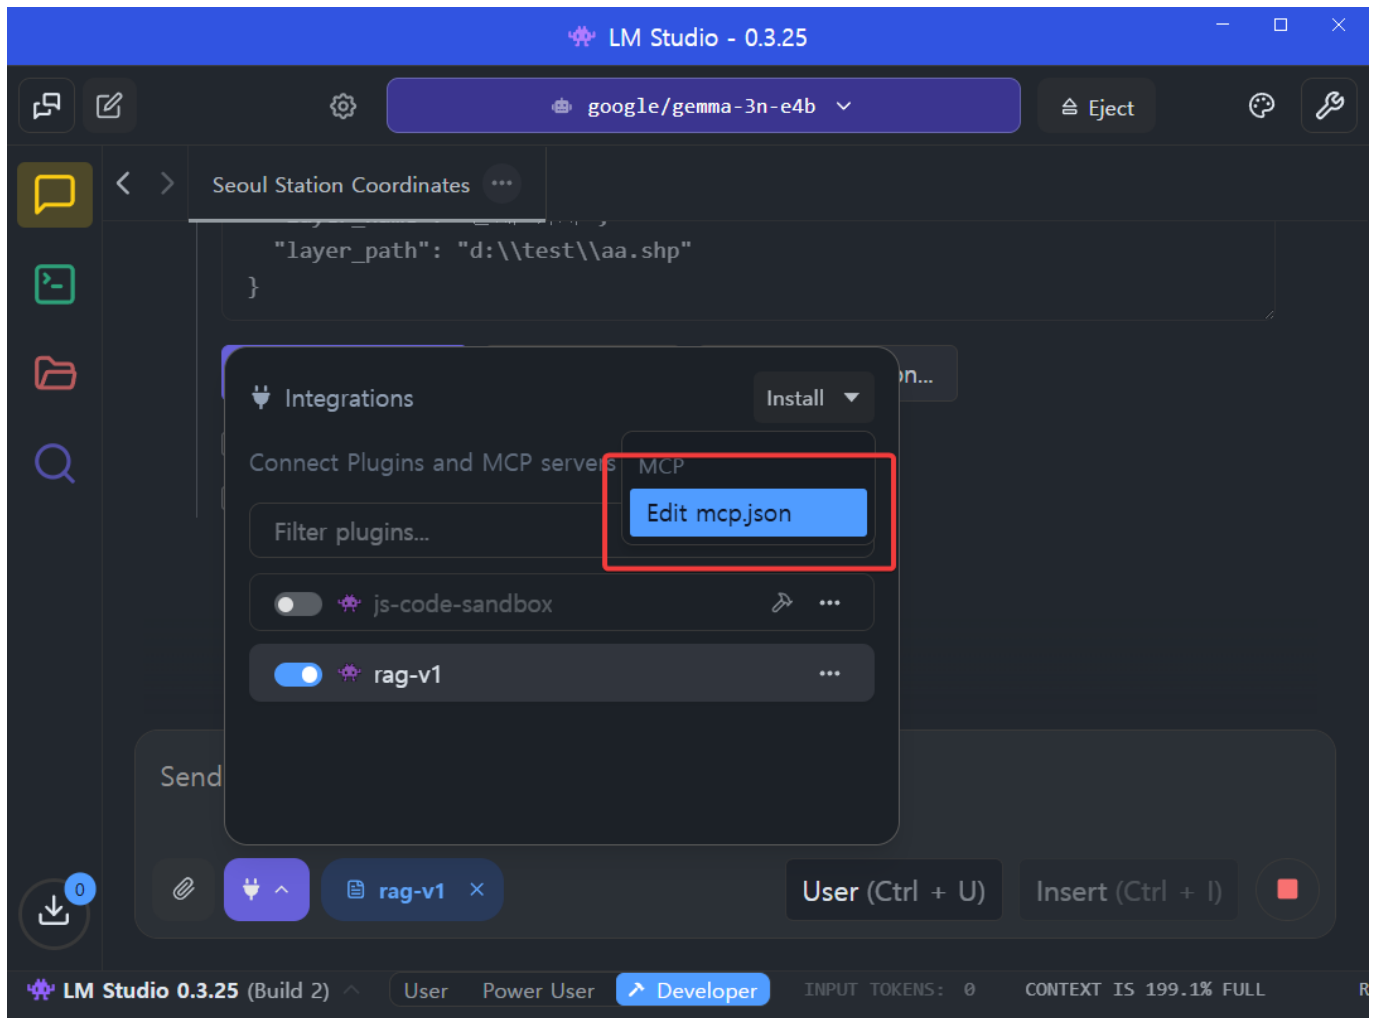 LM Studio - 0.3.25
google/gemma-3n-e4b
Eject
Seoul Station Coordinates
"layer_path": "d:\\test\\aa.shp"
}
on...
Integrations
Install
Connect Plugins and MCP servers
MCP
Edit mcp.json
Filter plugins...
js-code-sandbox
rag-v1
Send
0
rag-v1
User (Ctrl + U)
Insert (Ctrl + I)
LM Studio 0.3.25 (Build 2)
User
Power User
Developer
INPUT TOKENS: 0
CONTEXT IS 199.1% FULL
R